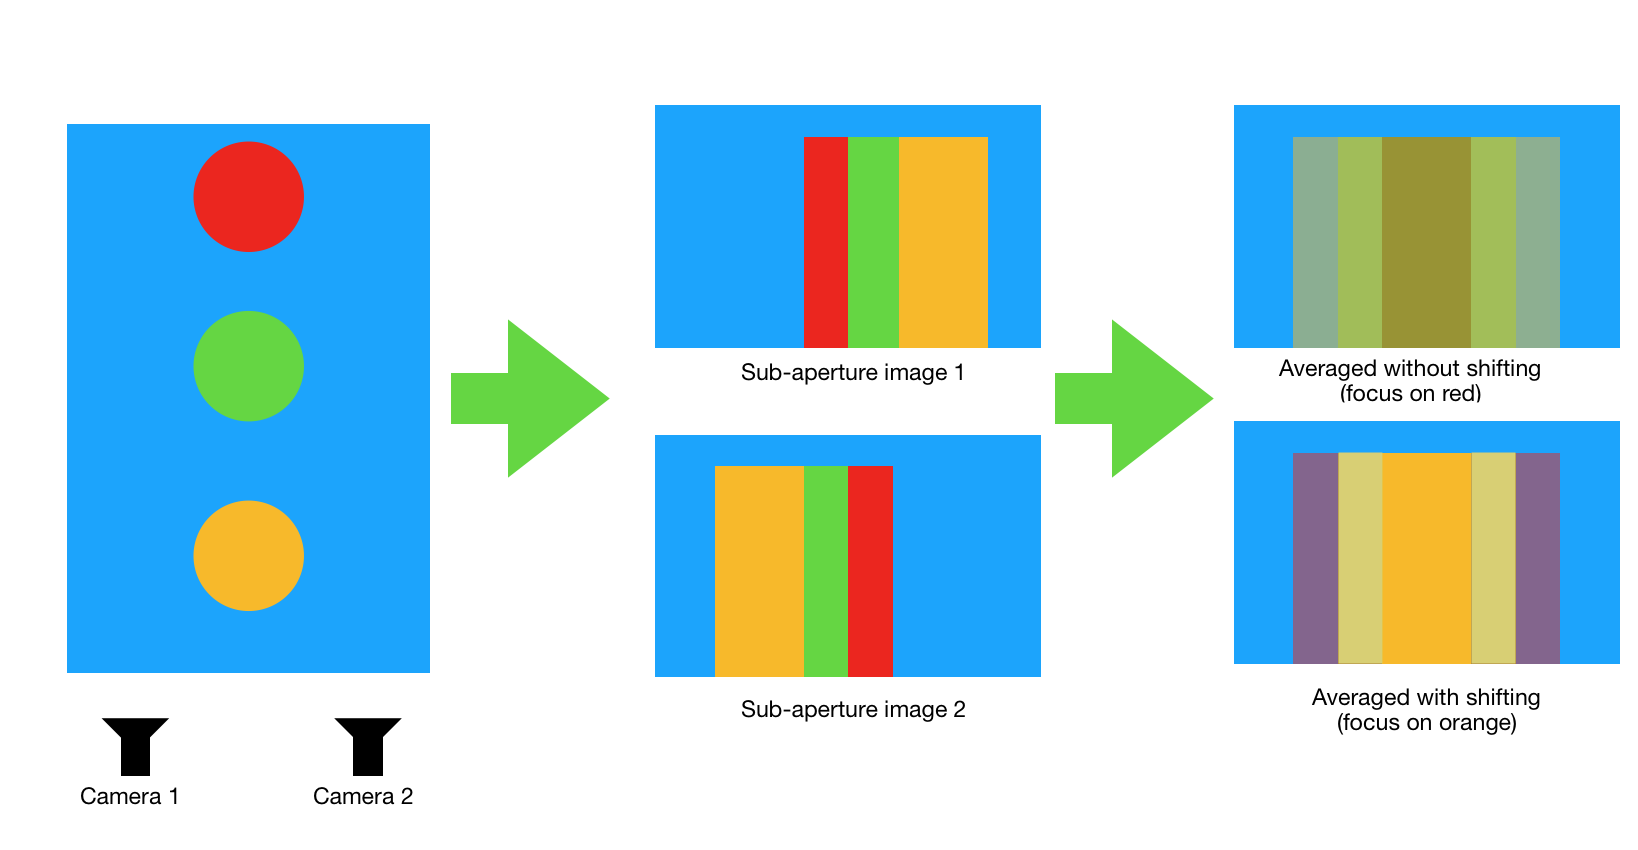 Sub-aperture image 1
Averaged without shifting
(focus on red)
Sub-aperture image 2
Averaged with shifting
(focus on orange)
Camera 1
Camera 2